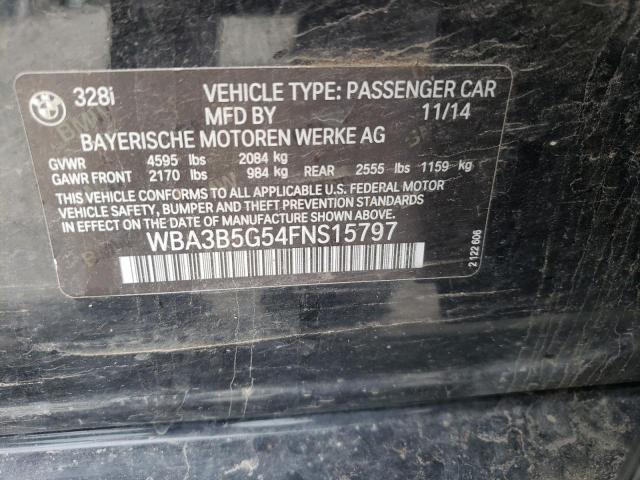 328i VEHICLE TYPE: PASSENGER CAR
MFD BY 11/14
BAYERISCHE MOTOREN WERKE AG
GVWR 4595 lbs 2084 kg
GAWR FRONT 2170 lbs 984 kg REAR 2555 lbs 1159 kg
THIS VEHICLE CONFORMS TO ALL APPLICABLE U.S. FEDERAL MOTOR
VEHICLE SAFETY, BUMPER AND THEFT PREVENTION STANDARDS
IN EFFECT ON THE DATE OF MANUFACTURE SHOWN ABOVE.
WBA3B5G54FNS15797
2 122 606